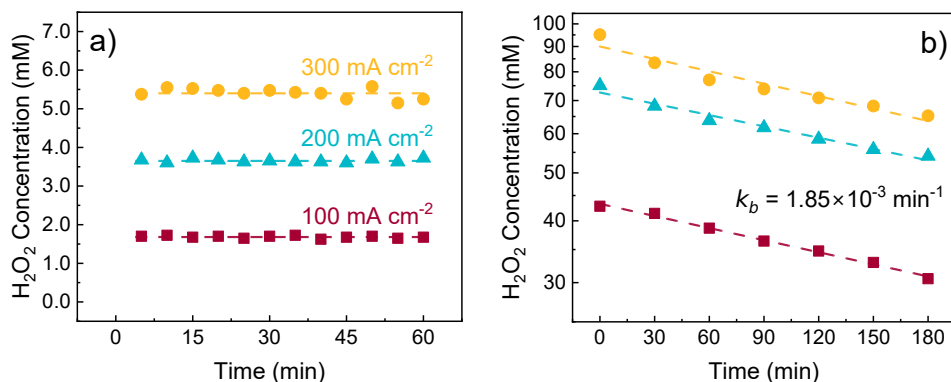 a)
H₂O₂ Concentration (mM)
7.0
6.0
5.0
4.0
3.0
2.0
1.0
0.0
300 mA cm⁻²
200 mA cm⁻²
100 mA cm⁻²
0 15 30 45 60
Time (min)
b)
H₂O₂ Concentration (mM)
100
90
80
70
60
50
40
30
k_b = 1.85×10⁻³ min⁻¹
0 30 60 90 120 150 180
Time (min)